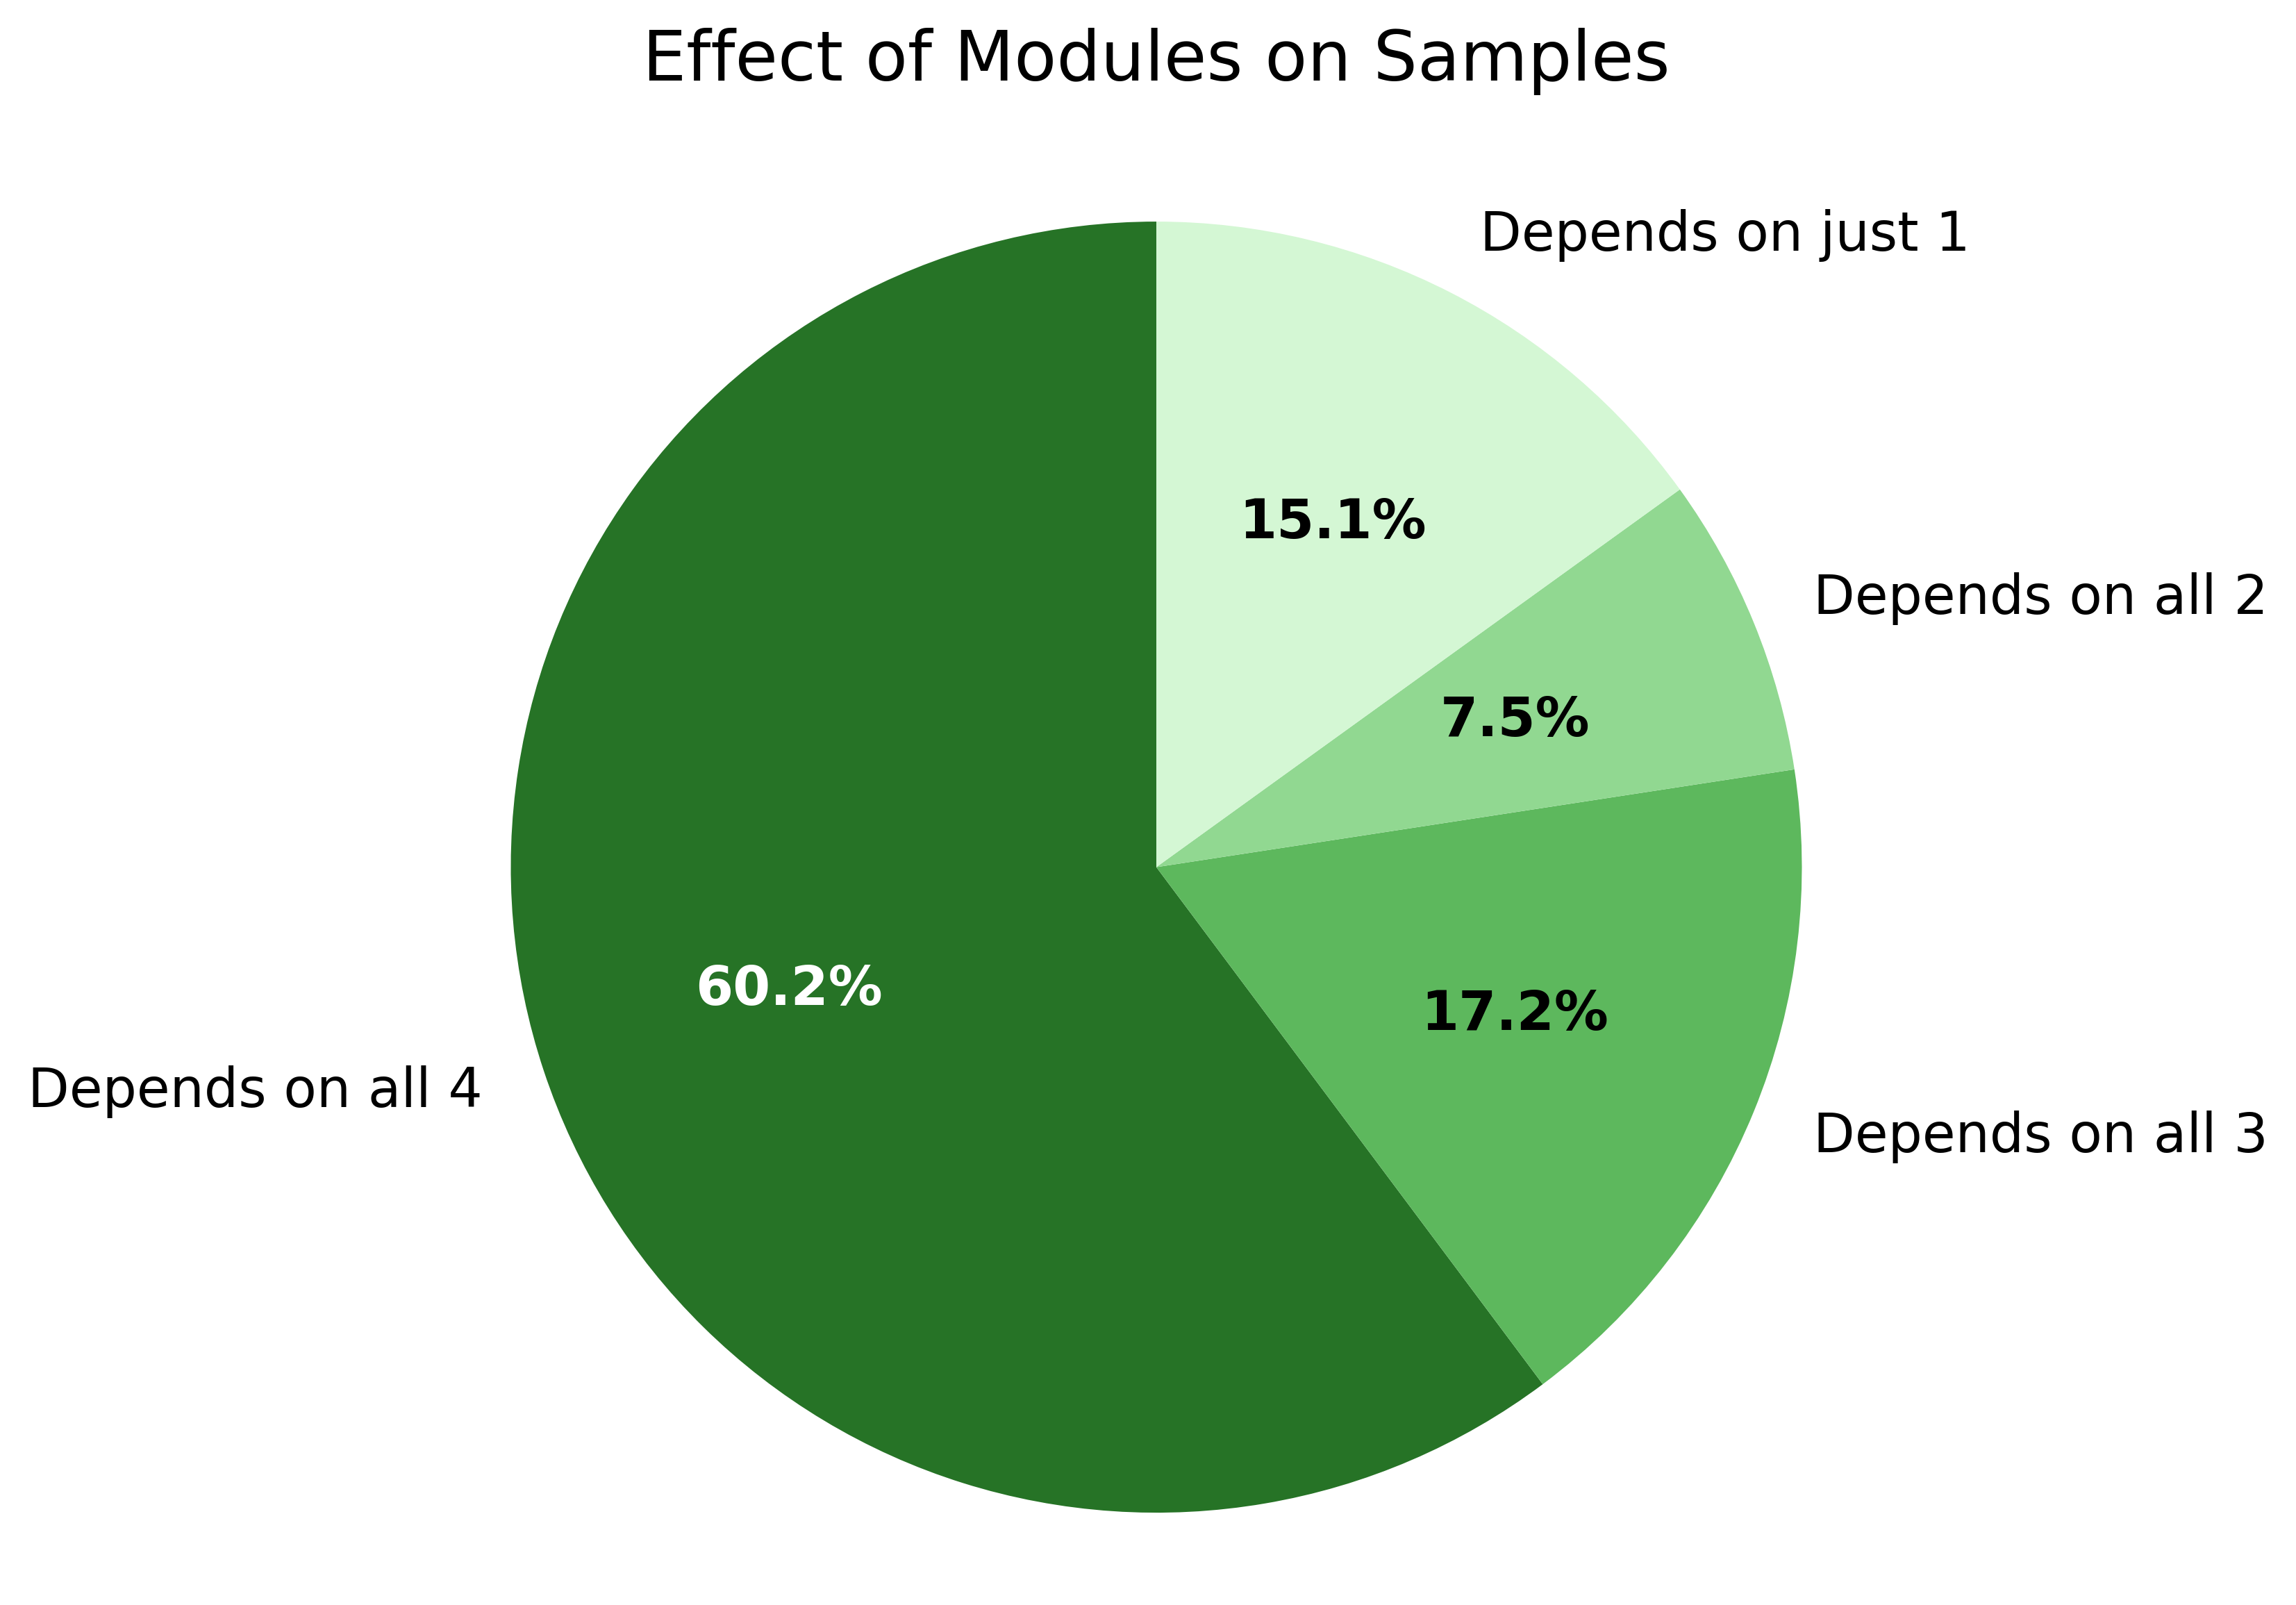 Effect of Modules on Samples
Depends on just 1
15.1%
Depends on all 2
7.5%
60.2%
17.2%
Depends on all 4
Depends on all 3